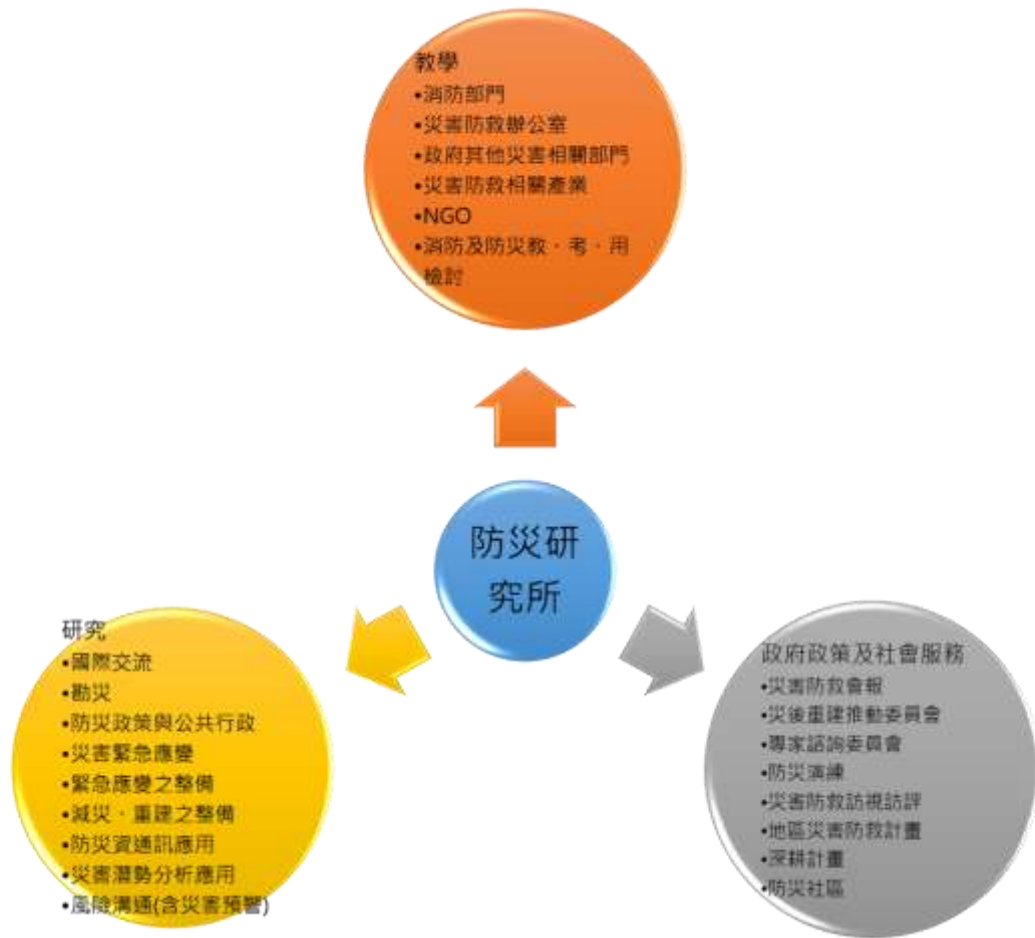 教學
•消防部門
•災害防救辦公室
•政府其他災害相關部門
•災害防救相關產業
•NGO
•消防及防災教、考、用
檢討
防災研
究所
研究
•國際交流
•勘災
•防災政策與公共行政
•災害緊急應變
•緊急應變之整備
•減災、重建之整備
•防災資通訊應用
•災害潛勢分析應用
•風險溝通(含災害預警)
政府政策及社會服務
•災害防救會報
•災後重建推動委員會
•專家諮詢委員會
•防災演練
•災害防救訪視訪評
•地區災害防救計畫
•深耕計畫
•防災社區